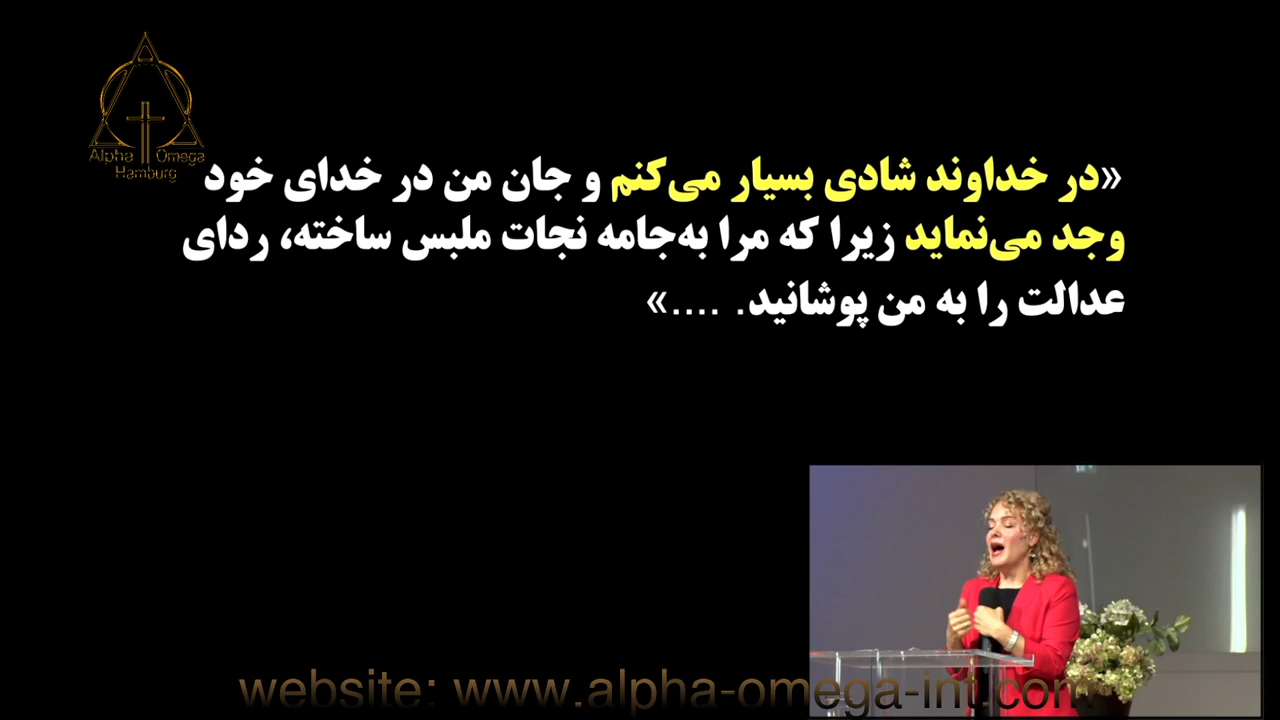 Alpha Omega
Hamburg
«در خداوند شادی بسیار می‌کنم و جان من در خدای خود
وجد می‌نماید زیرا که مرا به‌جامه نجات ملبس ساخته، ردای
عدالت را به من پوشانید. ....»
website: www.alpha-omega-int.com